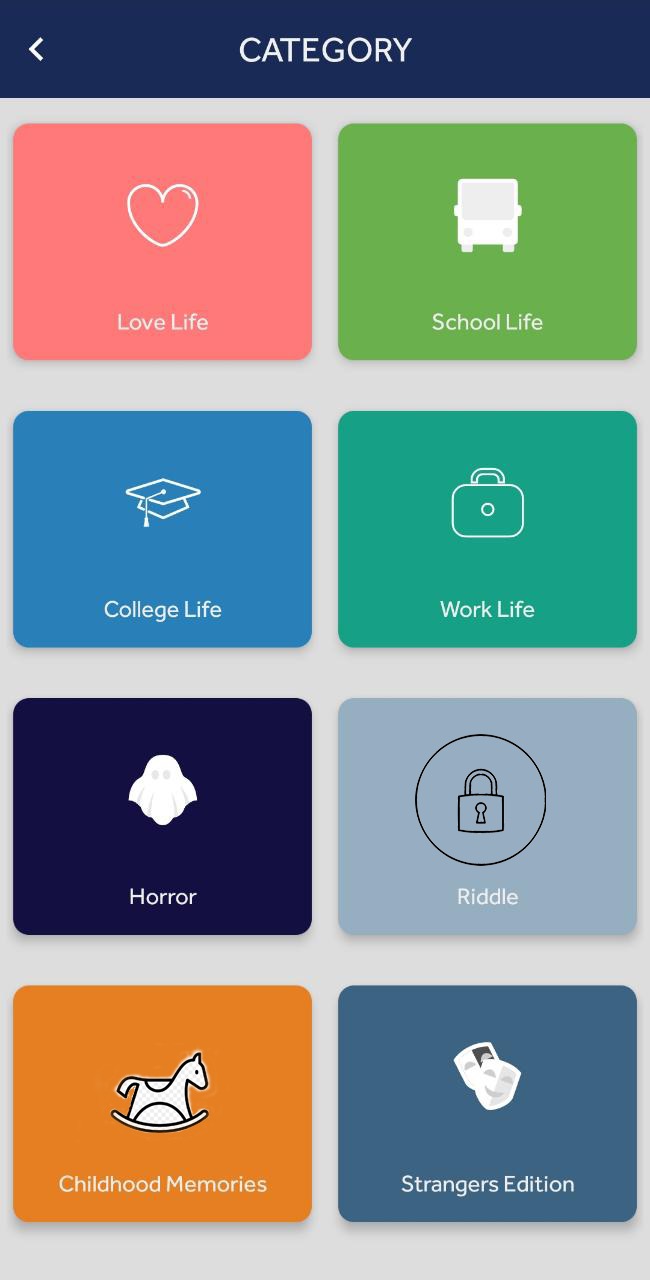 CATEGORY
Love Life
School Life
College Life
Work Life
Horror
Riddle
Childhood Memories
Strangers Edition